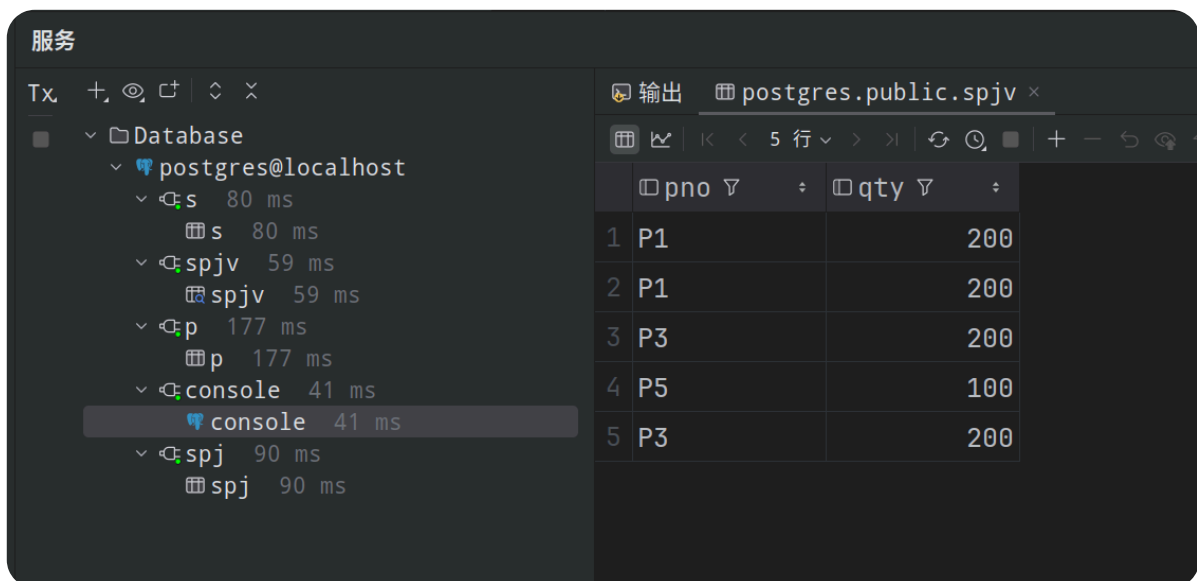 服务
Tx
Database
postgres@localhost
s 80 ms
s 80 ms
spjv 59 ms
spjv 59 ms
p 177 ms
p 177 ms
console 41 ms
console 41 ms
spj 90 ms
spj 90 ms
输出 postgres.public.spjv ×
5 行
pno qty
1 P1 200
2 P1 200
3 P3 200
4 P5 100
5 P3 200